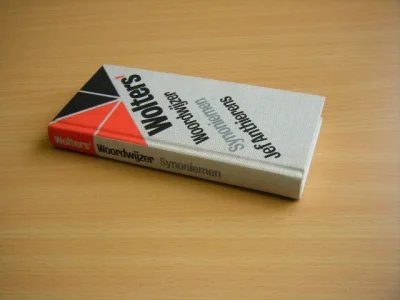 Wolters'
Woordwijzer
Synoniemen
Jef Anthierens
Wolters' Woordwijzer Synoniemen